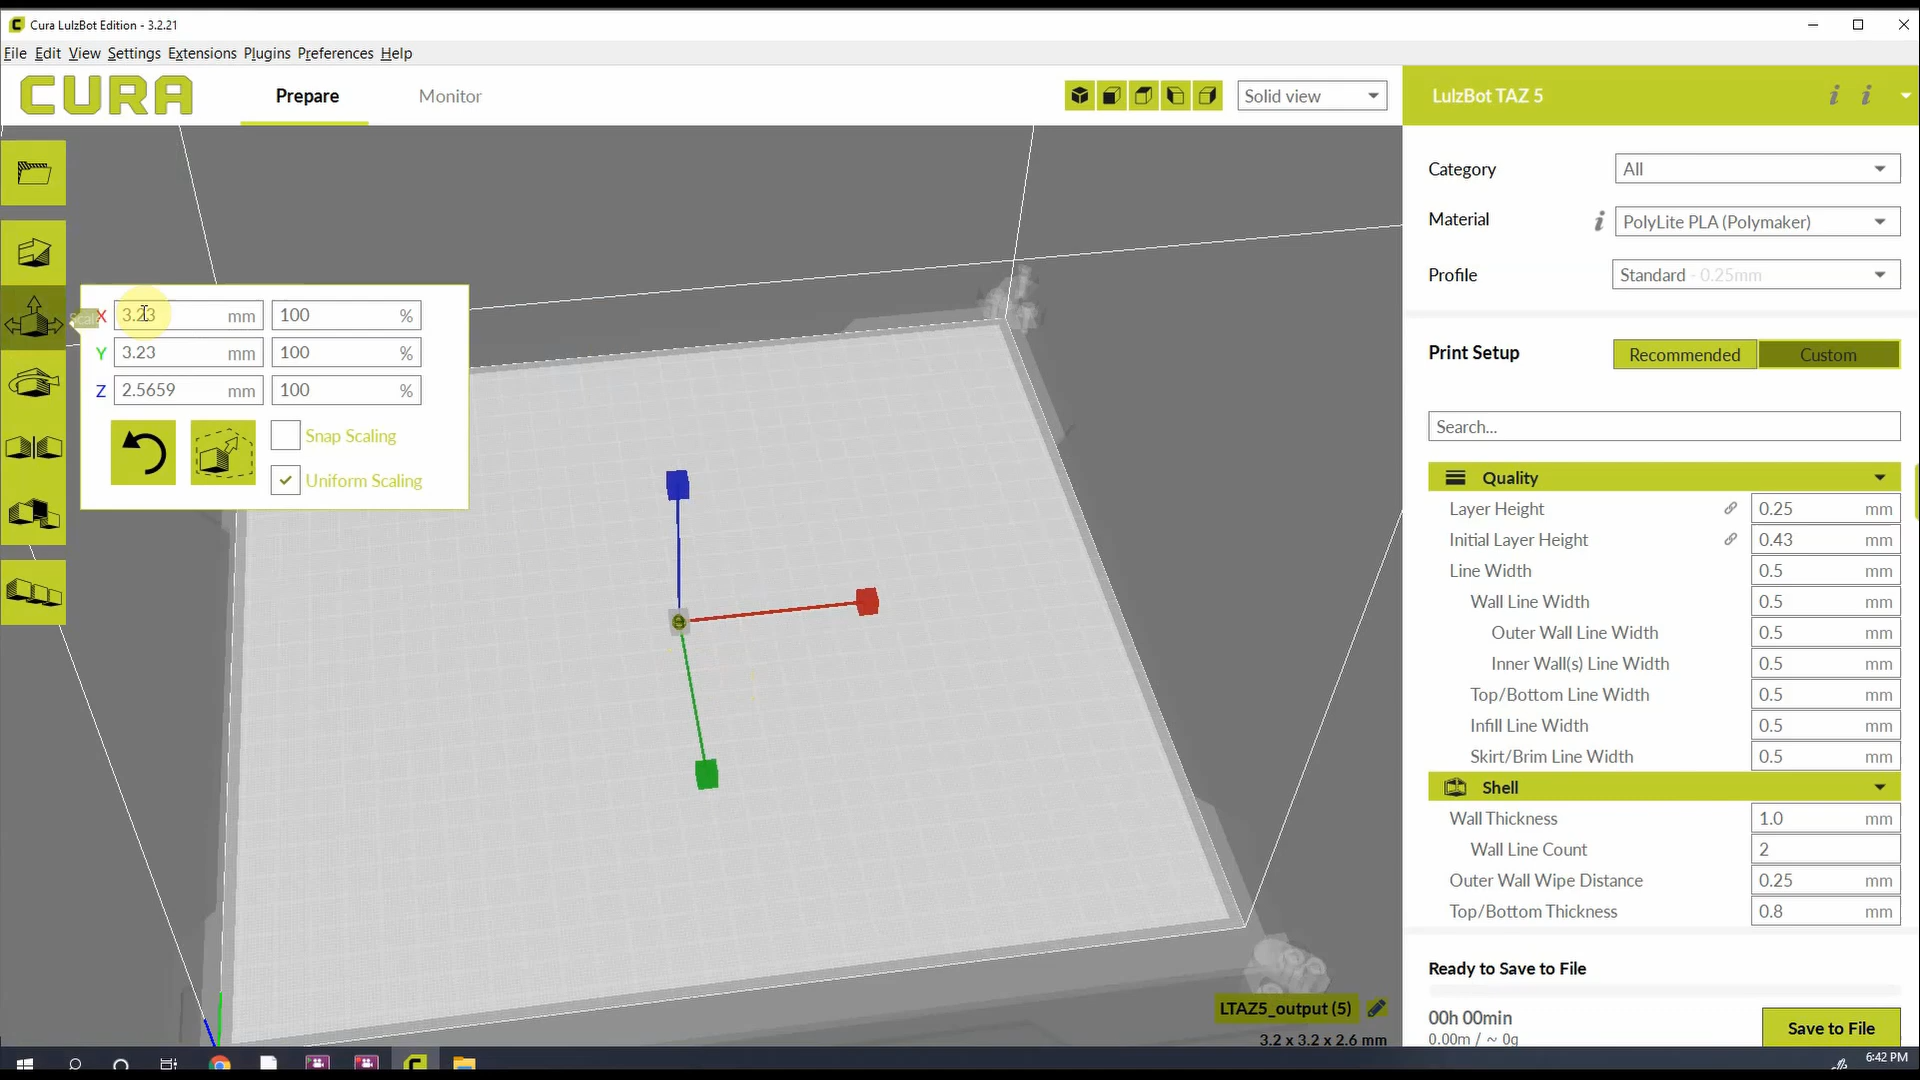 Cura LulzBot Edition - 3.2.21
File Edit View Settings Extensions Plugins Preferences Help
CURA
Prepare
Monitor
Solid view
LulzBot TAZ 5
Category
All
Material
PolyLite PLA (Polymaker)
Profile
Standard - 0.25mm
X 3.23 mm 100 %
Y 3.23 mm 100 %
Z 2.5659 mm 100 %
Snap Scaling
Uniform Scaling
Print Setup
Recommended
Custom
Search...
Quality
Layer Height 0.25 mm
Initial Layer Height 0.43 mm
Line Width 0.5 mm
Wall Line Width 0.5 mm
Outer Wall Line Width 0.5 mm
Inner Wall(s) Line Width 0.5 mm
Top/Bottom Line Width 0.5 mm
Infill Line Width 0.5 mm
Skirt/Brim Line Width 0.5 mm
Shell
Wall Thickness 1.0 mm
Wall Line Count 2
Outer Wall Wipe Distance 0.25 mm
Top/Bottom Thickness 0.8 mm
Ready to Save to File
LTAZ5_output (5)
3.2 x 3.2 x 2.6 mm
00h 00min
0.00m / ~ 0g
Save to File
6:42 PM